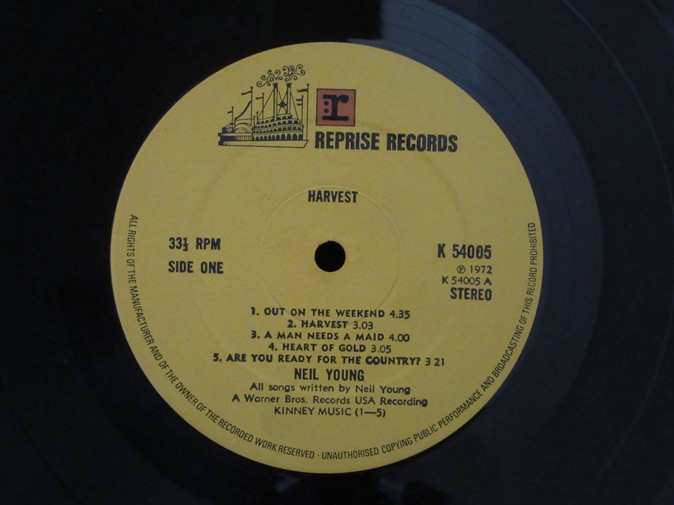 r
REPRISE RECORDS
HARVEST
33⅓ RPM
SIDE ONE
K 54005
℗ 1972
K 54005 A
STEREO
1. OUT ON THE WEEKEND 4.35
2. HARVEST 3.03
3. A MAN NEEDS A MAID 4.00
4. HEART OF GOLD 3.05
5. ARE YOU READY FOR THE COUNTRY? 3 21
NEIL YOUNG
All songs written by Neil Young
A Warner Bros. Records USA Recording
KINNEY MUSIC (1—5)
ALL RIGHTS OF THE MANUFACTURER AND OF THE OWNER OF THE RECORDED WORK RESERVED · UNAUTHORISED COPYING PUBLIC PERFORMANCE AND BROADCASTING OF THIS RECORD PROHIBITED